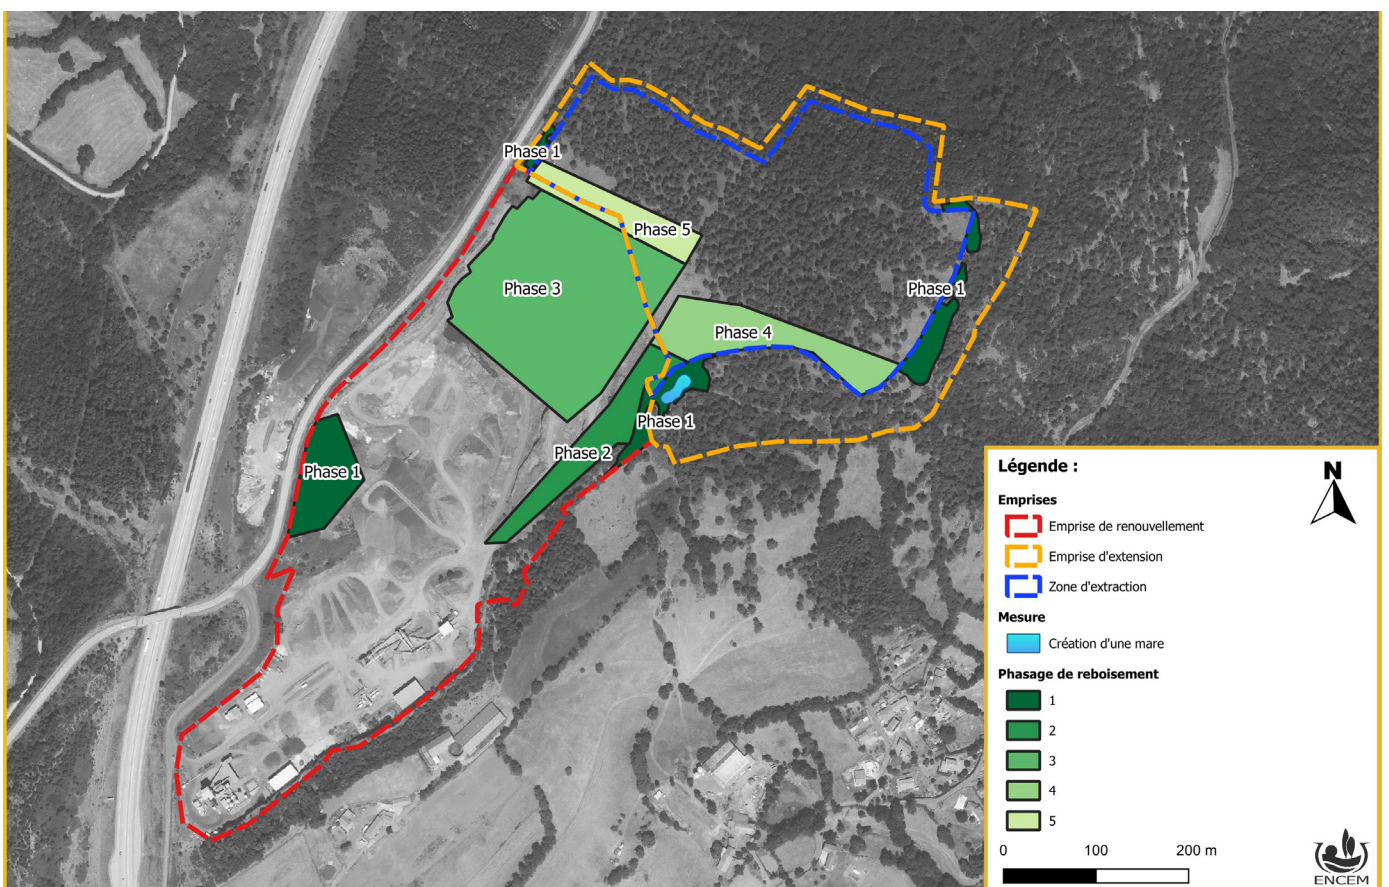 Phase 1
Phase 5
Phase 3
Phase 1
Phase 4
Phase 1
Phase 2
Phase 1
Légende :
N
Emprises
Emprise de renouvellement
Emprise d'extension
Zone d'extraction
Mesure
Création d'une mare
Phasage de reboisement
1
2
3
4
5
0 100 200 m
ENCEM